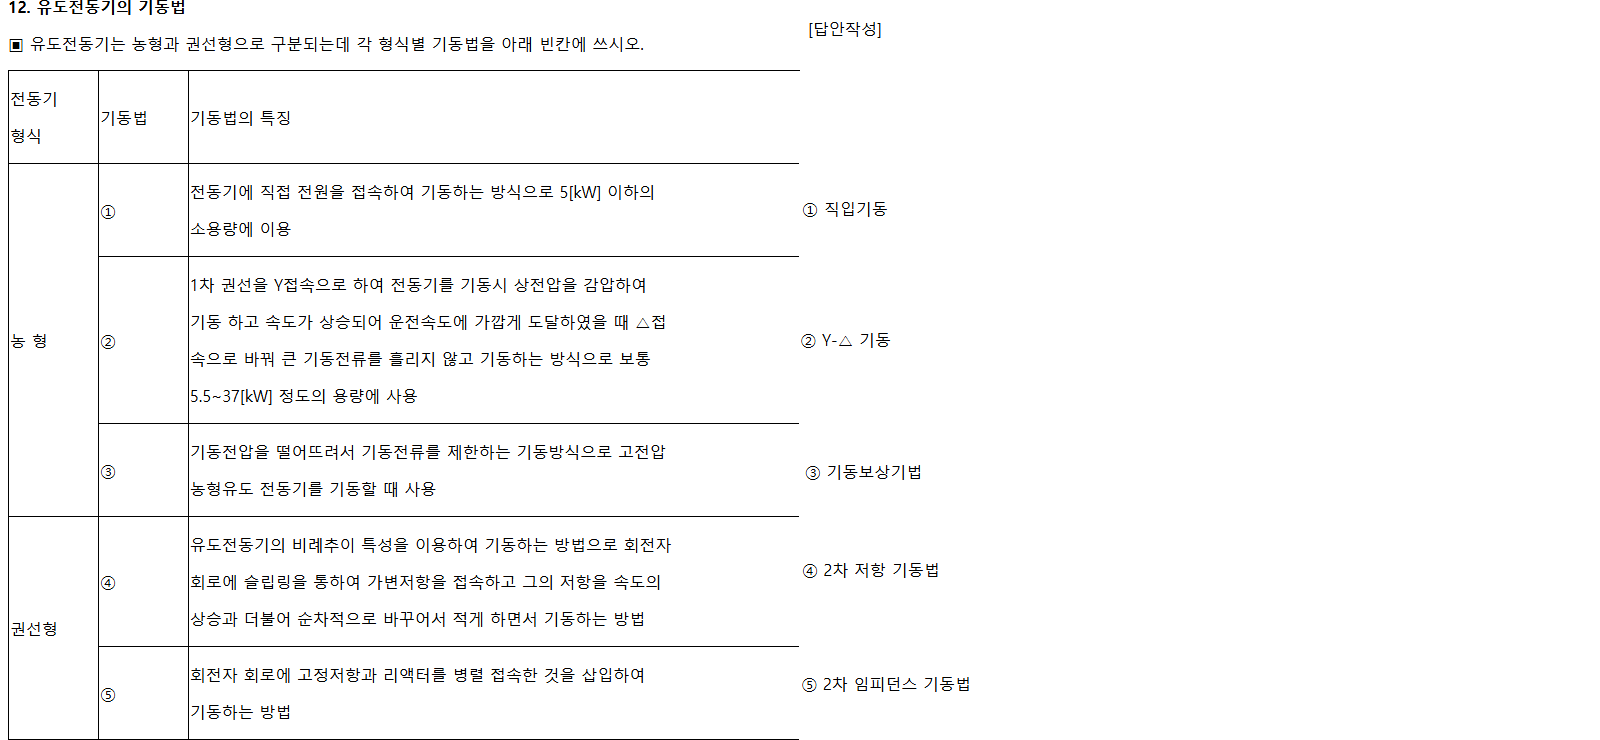 12. 유도전동기의 기동법
[답안작성]
▣ 유도전동기는 농형과 권선형으로 구분되는데 각 형식별 기동법을 아래 빈칸에 쓰시오.
전동기
형식
기동법
기동법의 특징
농 형
①
전동기에 직접 전원을 접속하여 기동하는 방식으로 5[kW] 이하의
소용량에 이용
① 직입기동
②
1차 권선을 Y접속으로 하여 전동기를 기동시 상전압을 감압하여
기동 하고 속도가 상승되어 운전속도에 가깝게 도달하였을 때 △접
속으로 바꿔 큰 기동전류를 흘리지 않고 기동하는 방식으로 보통
5.5~37[kW] 정도의 용량에 사용
② Y-△ 기동
③
기동전압을 떨어뜨려서 기동전류를 제한하는 기동방식으로 고전압
농형유도 전동기를 기동할 때 사용
③ 기동보상기법
권선형
④
유도전동기의 비례추이 특성을 이용하여 기동하는 방법으로 회전자
회로에 슬립링을 통하여 가변저항을 접속하고 그의 저항을 속도의
상승과 더불어 순차적으로 바꾸어서 적게 하면서 기동하는 방법
④ 2차 저항 기동법
⑤
회전자 회로에 고정저항과 리액터를 병렬 접속한 것을 삽입하여
기동하는 방법
⑤ 2차 임피던스 기동법